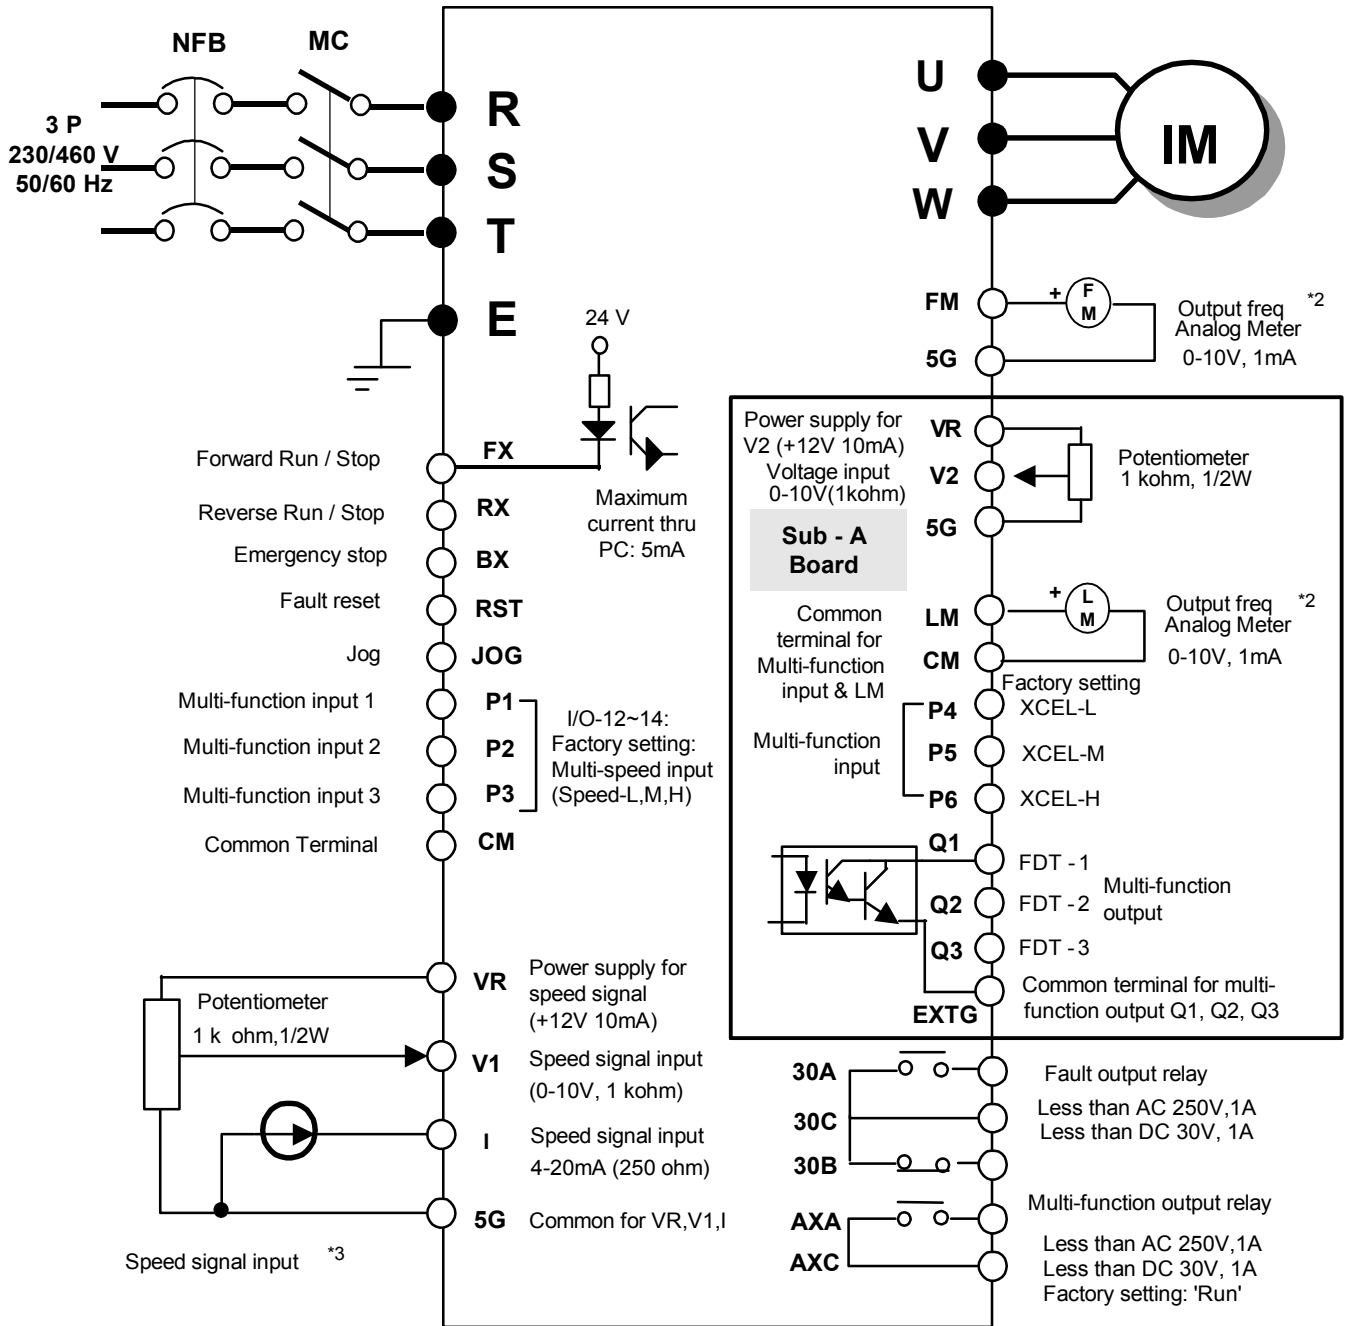 NFB
MC
3 P
230/460 V
50/60 Hz
R
S
T
E
U
V
W
IM
24 V
FX
Maximum
current thru
PC: 5mA
Forward Run / Stop
Reverse Run / Stop
RX
Emergency stop
BX
Fault reset
RST
Jog
JOG
Multi-function input 1
P1
Multi-function input 2
P2
Multi-function input 3
P3
I/O-12~14:
Factory setting:
Multi-speed input
(Speed-L,M,H)
Common Terminal
CM
Potentiometer
1 k ohm,1/2W
VR
Power supply for
speed signal
(+12V 10mA)
V1
Speed signal input
(0-10V, 1 kohm)
I
Speed signal input
4-20mA (250 ohm)
5G
Common for VR,V1,I
Speed signal input *3
FM
+
F
M
5G
Output freq *2
Analog Meter
0-10V, 1mA
Power supply for
V2 (+12V 10mA)
VR
Voltage input
0-10V(1kohm)
V2
5G
Potentiometer
1 kohm, 1/2W
Sub - A
Board
Common
terminal for
Multi-function
input & LM
LM
+
L
M
CM
Output freq *2
Analog Meter
0-10V, 1mA
Factory setting
Multi-function
input
P4
XCEL-L
P5
XCEL-M
P6
XCEL-H
Q1
FDT - 1
Q2
FDT - 2
Q3
FDT - 3
Multi-function
output
EXTG
Common terminal for multi-
function output Q1, Q2, Q3
30A
Fault output relay
30C
Less than AC 250V,1A
Less than DC 30V, 1A
30B
AXA
Multi-function output relay
AXC
Less than AC 250V,1A
Less than DC 30V, 1A
Factory setting: 'Run'